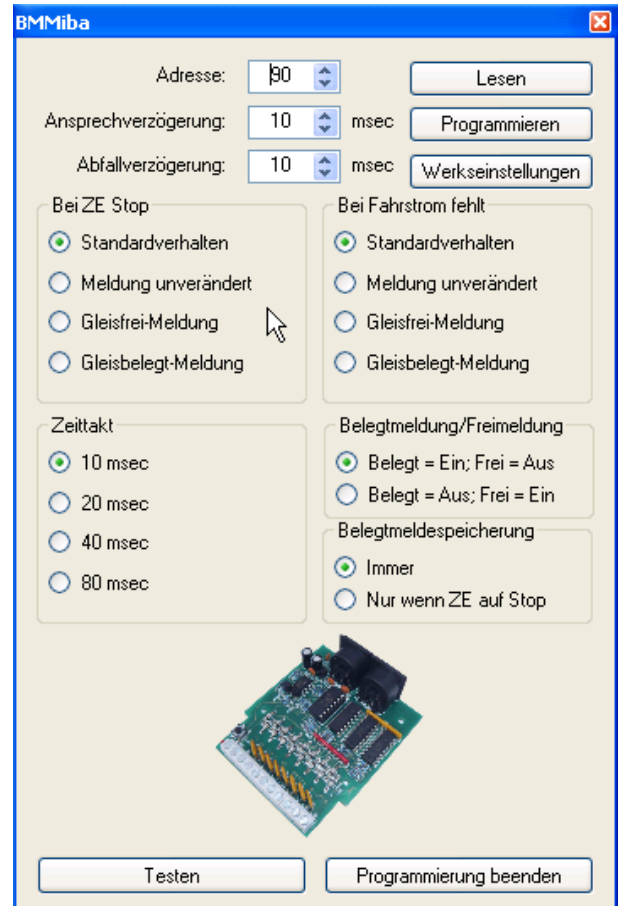 BMMiba
Adresse: 90 Lesen
Ansprechverzögerung: 10 msec Programmieren
Abfallverzögerung: 10 msec Werkseinstellungen
Bei ZE Stop
Standardverhalten
Meldung unverändert
Gleisfrei-Meldung
Gleisbelegt-Meldung
Bei Fahrstrom fehlt
Standardverhalten
Meldung unverändert
Gleisfrei-Meldung
Gleisbelegt-Meldung
Zeittakt
10 msec
20 msec
40 msec
80 msec
Belegtmeldung/Freimeldung
Belegt = Ein; Frei = Aus
Belegt = Aus; Frei = Ein
Belegtmeldespeicherung
Immer
Nur wenn ZE auf Stop
Testen Programmierung beenden